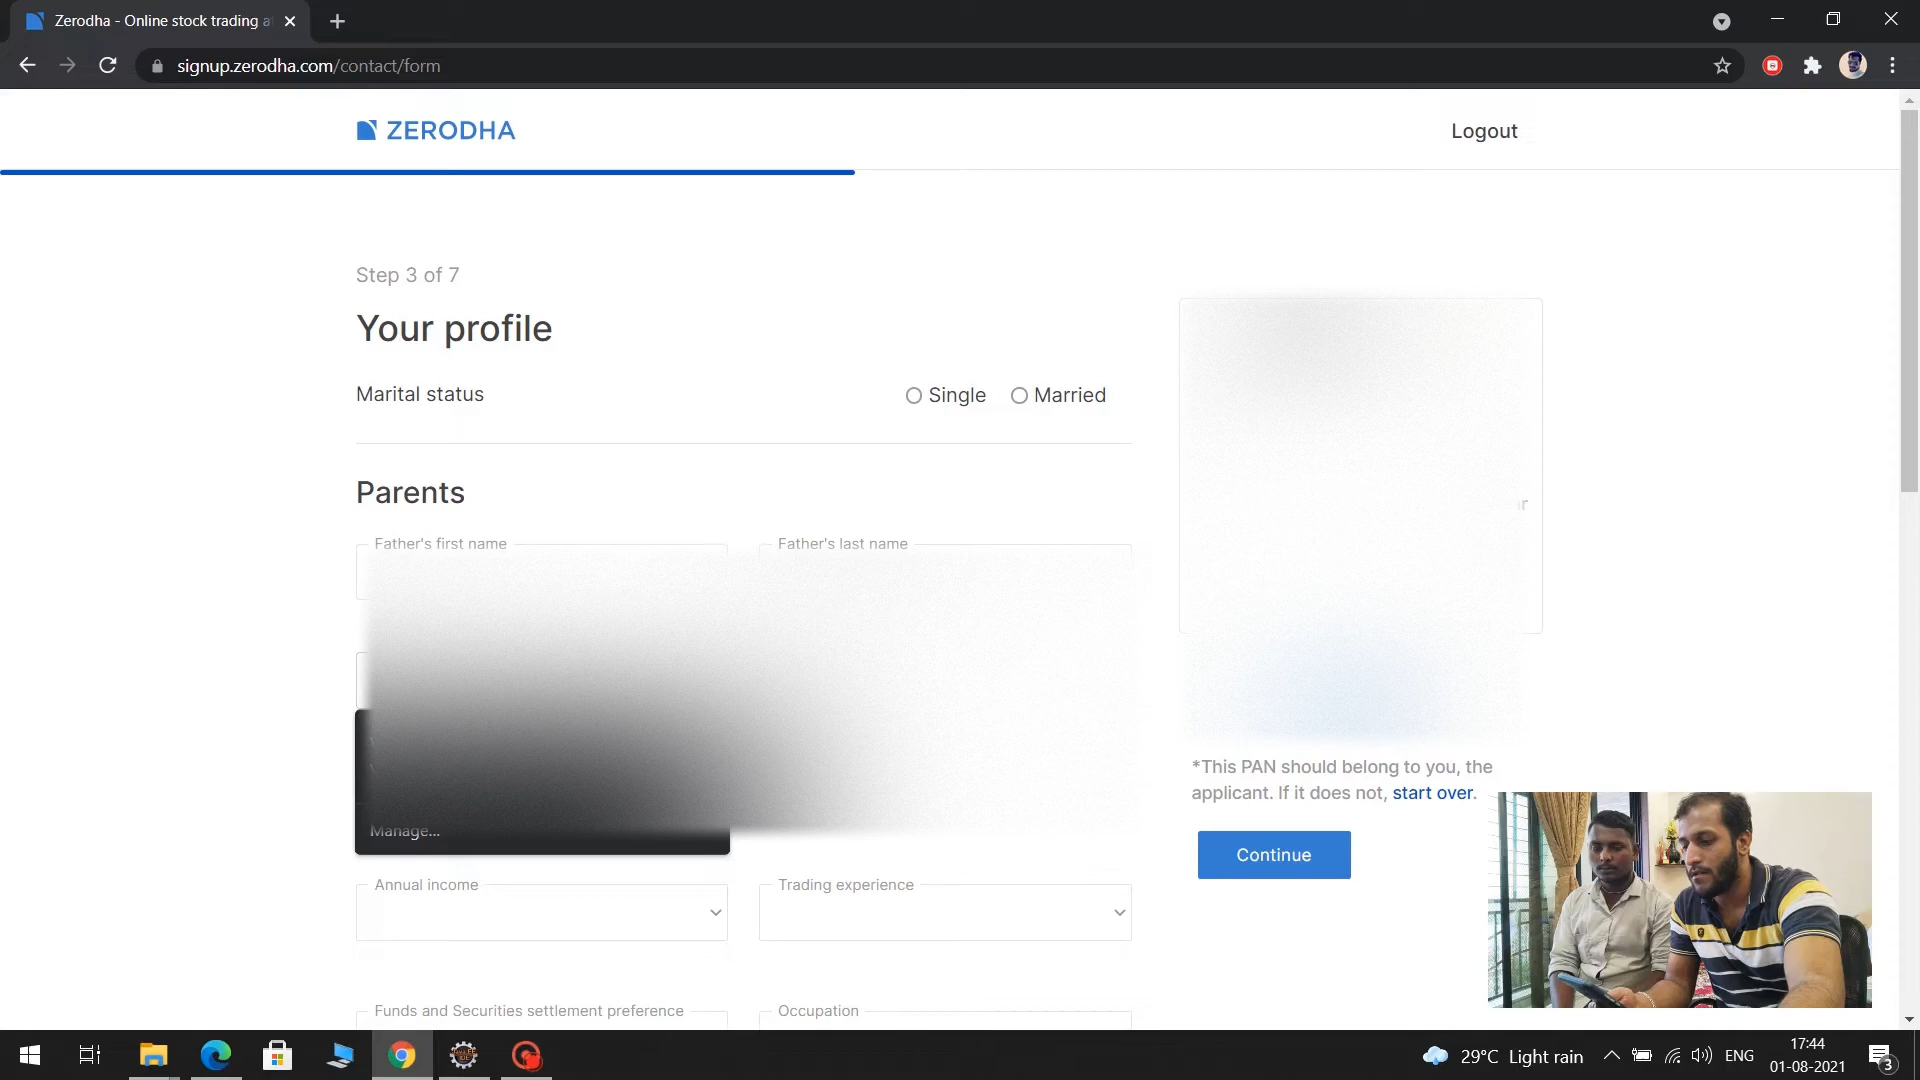 Zerodha - Online stock trading a
signup.zerodha.com/contact/form
ZERODHA
Logout
Step 3 of 7
Your profile
Marital status
Single
Married
Parents
Father's first name
Father's last name
*This PAN should belong to you, the
applicant. If it does not, start over.
Manage...
Continue
Annual income
Trading experience
Funds and Securities settlement preference
Occupation
29°C Light rain
ENG
17:44
01-08-2021
3